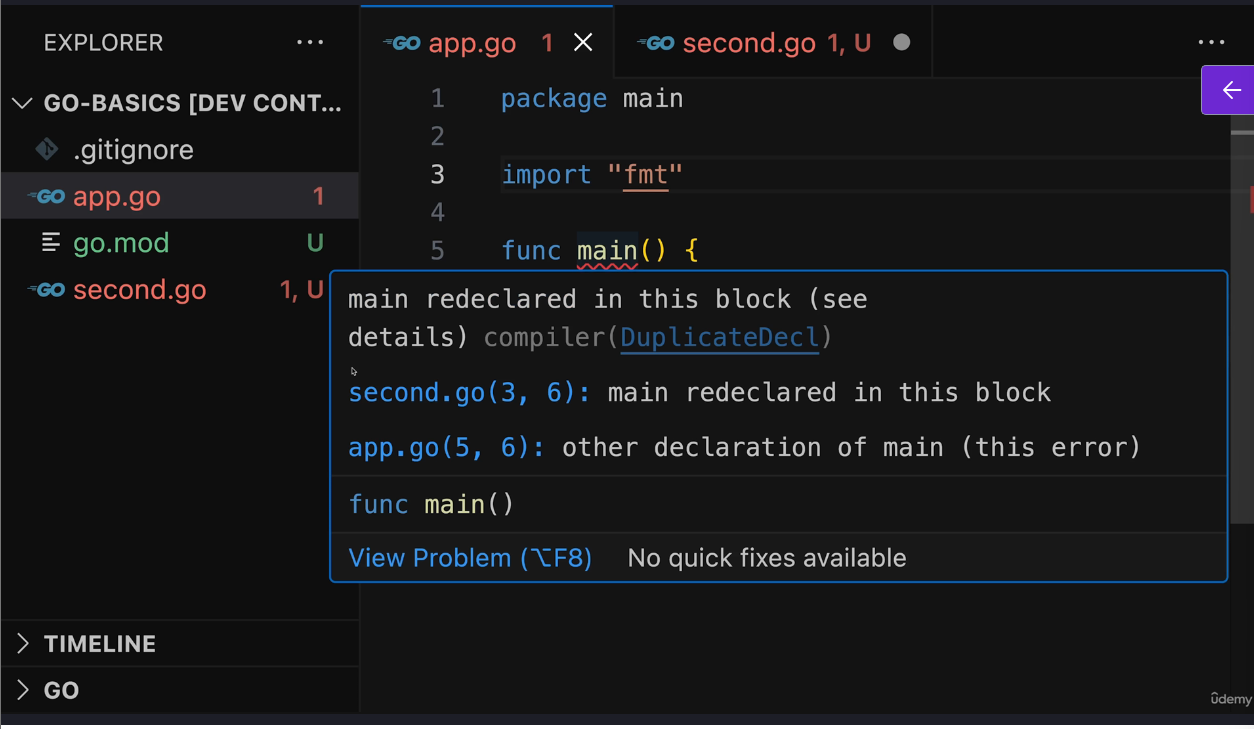 EXPLORER ...
GO-BASICS [DEV CONT...
.gitignore
app.go 1
go.mod U
second.go 1, U
TIMELINE
GO
app.go 1
second.go 1, U
...
1 package main
2
3 import "fmt"
4
5 func main() {
main redeclared in this block (see
details) compiler(DuplicateDecl)
second.go(3, 6): main redeclared in this block
app.go(5, 6): other declaration of main (this error)
func main()
View Problem (⌥F8) No quick fixes available
ûdemy